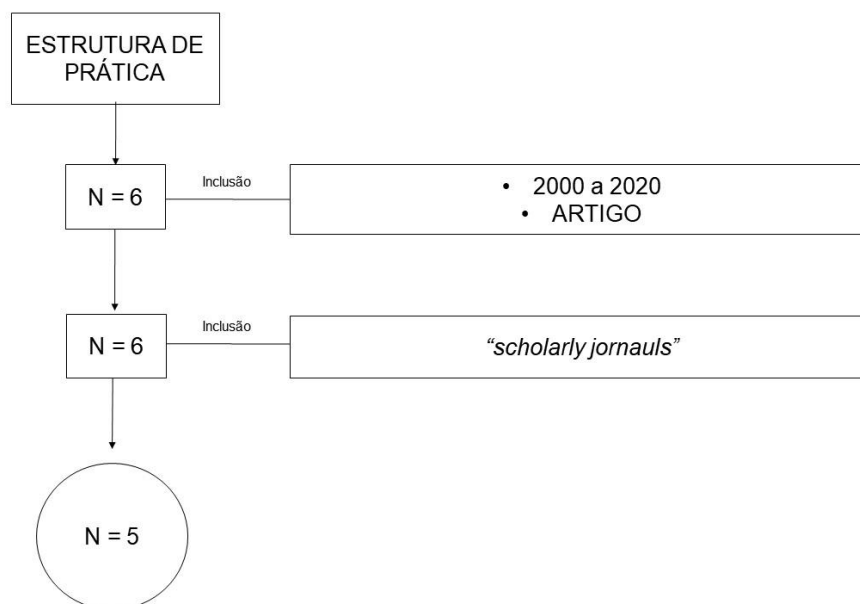 ESTRUTURA DE
PRÁTICA
N = 6
Inclusão
• 2000 a 2020
• ARTIGO
N = 6
Inclusão
“scholarly jornauls”
N = 5